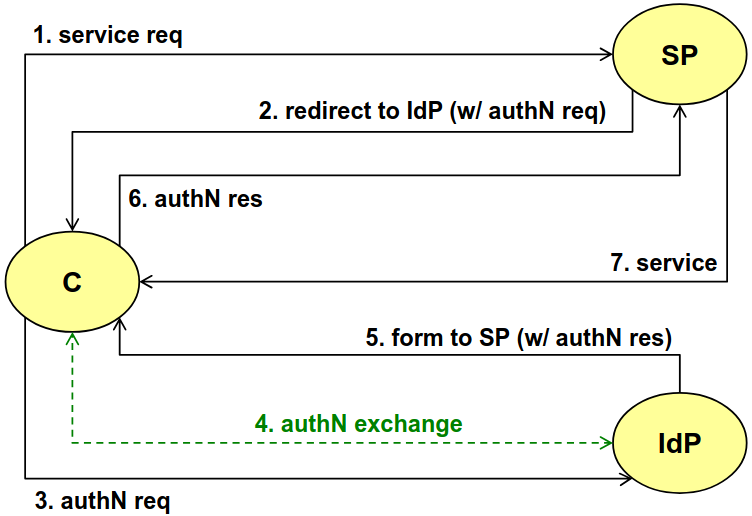 1. service req
SP
2. redirect to IdP (w/ authN req)
6. authN res
7. service
C
5. form to SP (w/ authN res)
4. authN exchange
IdP
3. authN req